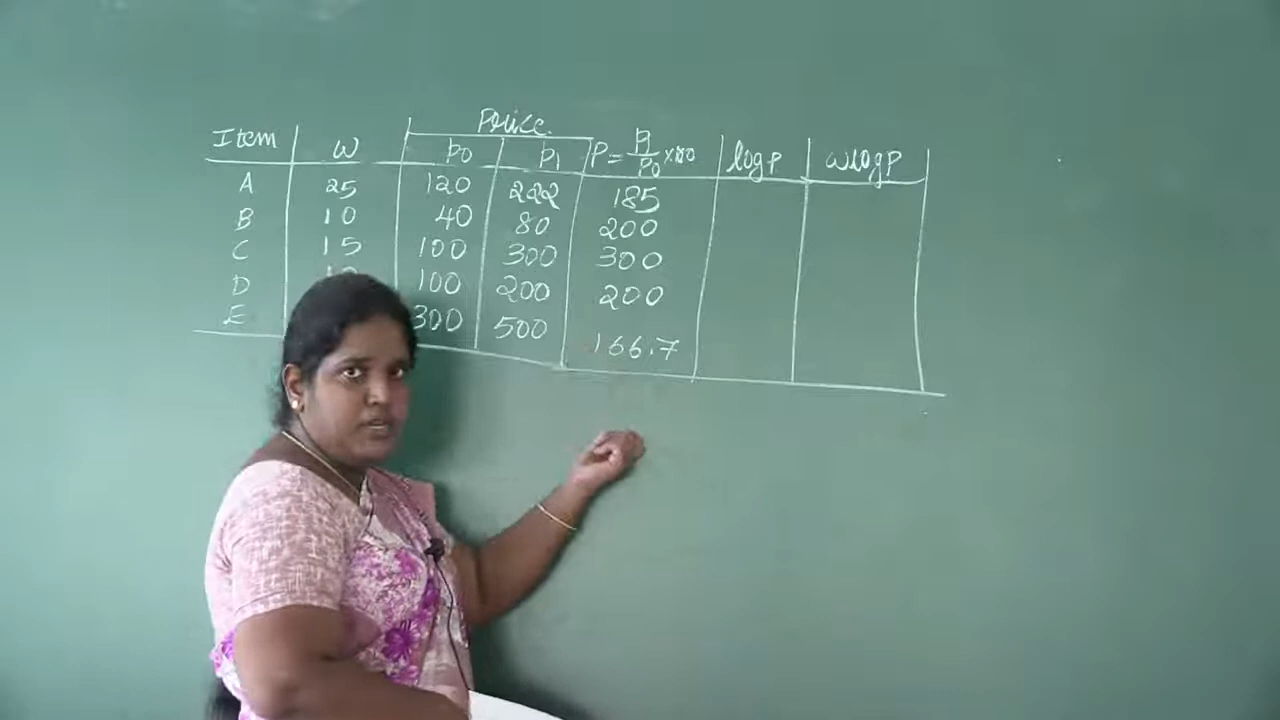 Price
Item w P0 P1 P = P1/P0 × 100 log P w log P
A 25 120 222 185
B 10 40 80 200
C 15 100 300 300
D 100 200 200
E 300 500 166.7